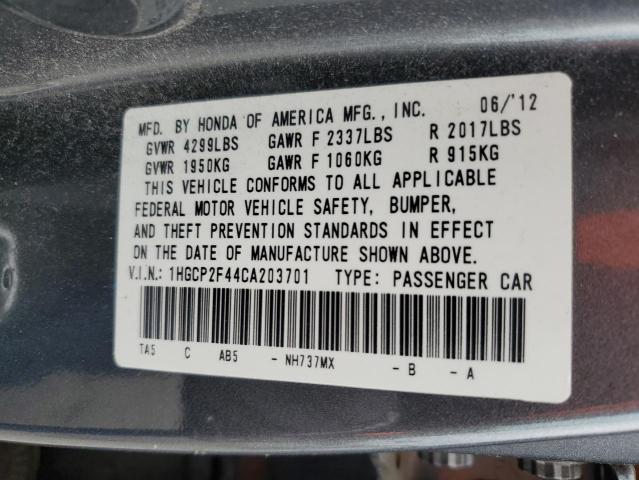 MFD. BY HONDA OF AMERICA MFG., INC. 06/'12
GVWR 4299LBS GAWR F 2337LBS R 2017LBS
GVWR 1950KG GAWR F 1060KG R 915KG
THIS VEHICLE CONFORMS TO ALL APPLICABLE
FEDERAL MOTOR VEHICLE SAFETY, BUMPER,
AND THEFT PREVENTION STANDARDS IN EFFECT
ON THE DATE OF MANUFACTURE SHOWN ABOVE.
V.I.N.: 1HGCP2F44CA203701 TYPE: PASSENGER CAR
TA5 C AB5 - NH737MX - B - A